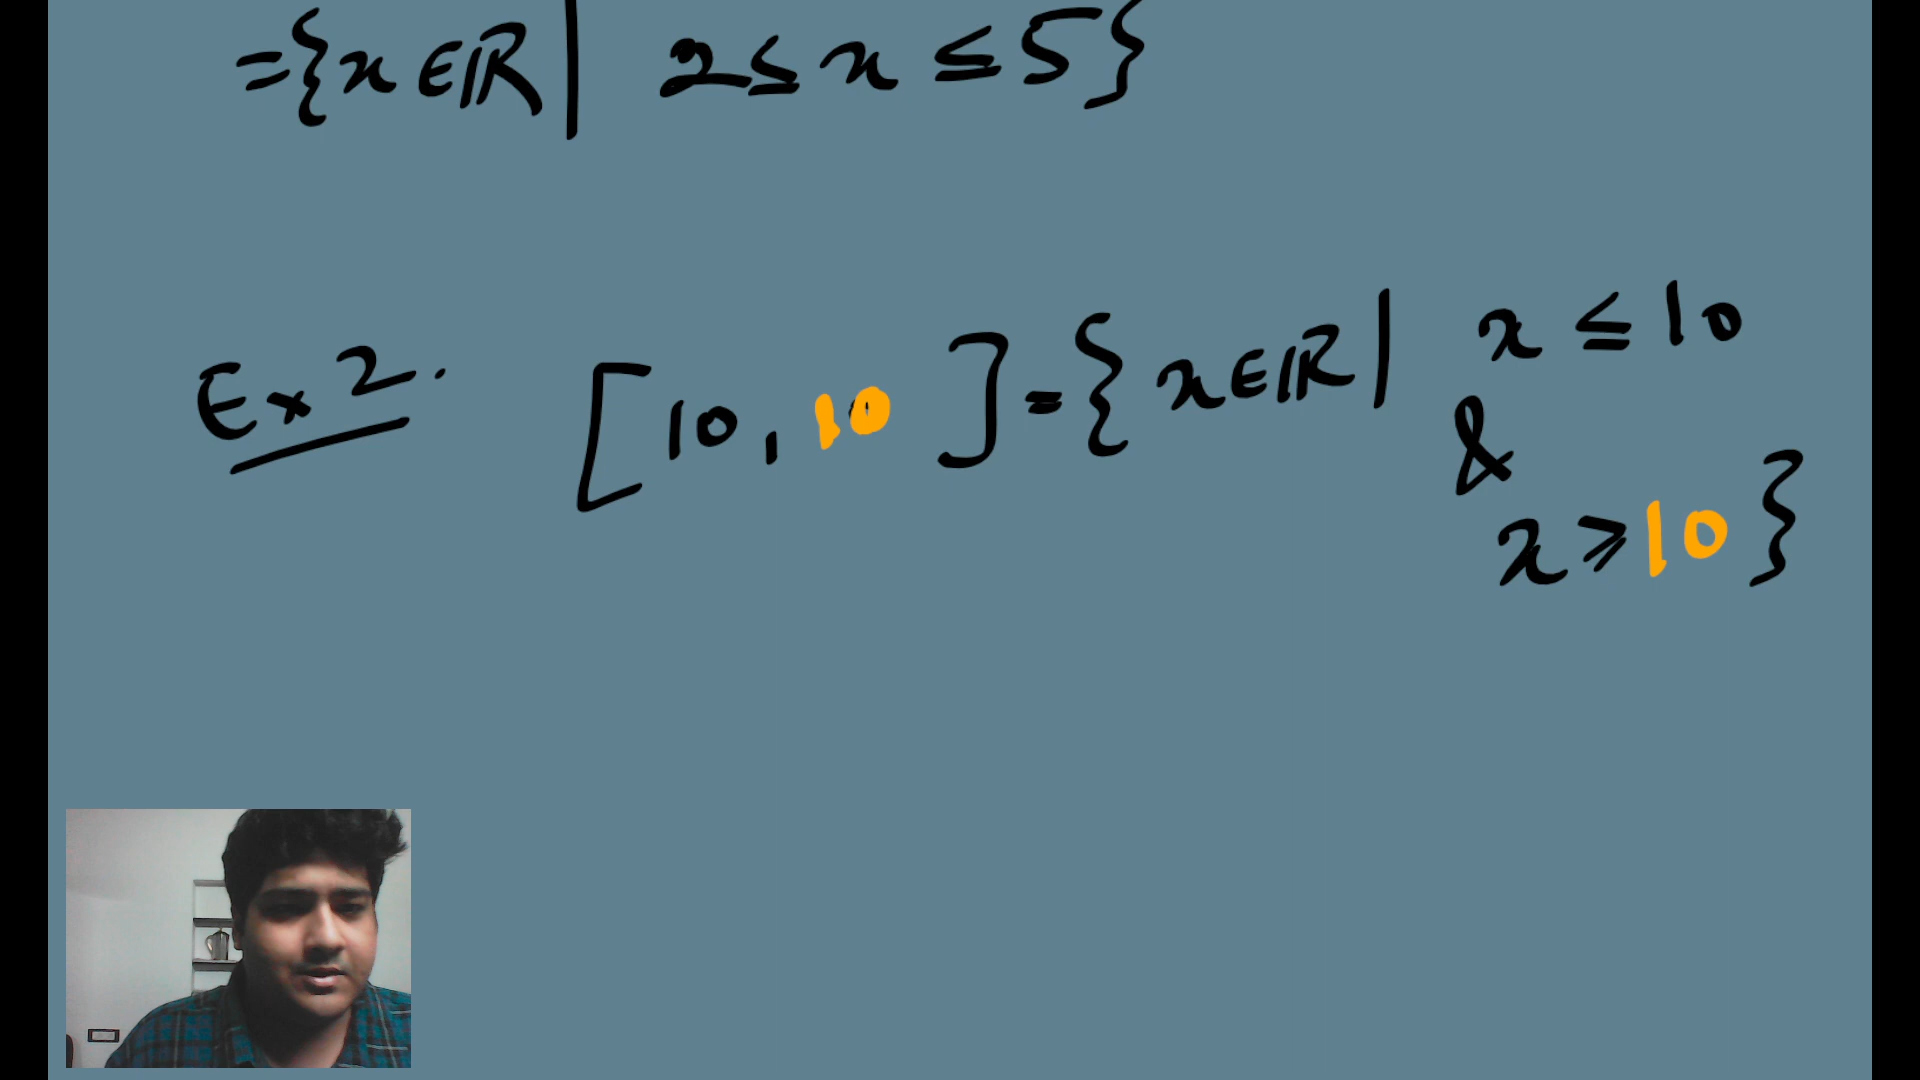 ={x∈ℝ| 2≤x≤5}
Ex 2. [10, 10]={x∈ℝ| x≤10
&
x≥10}